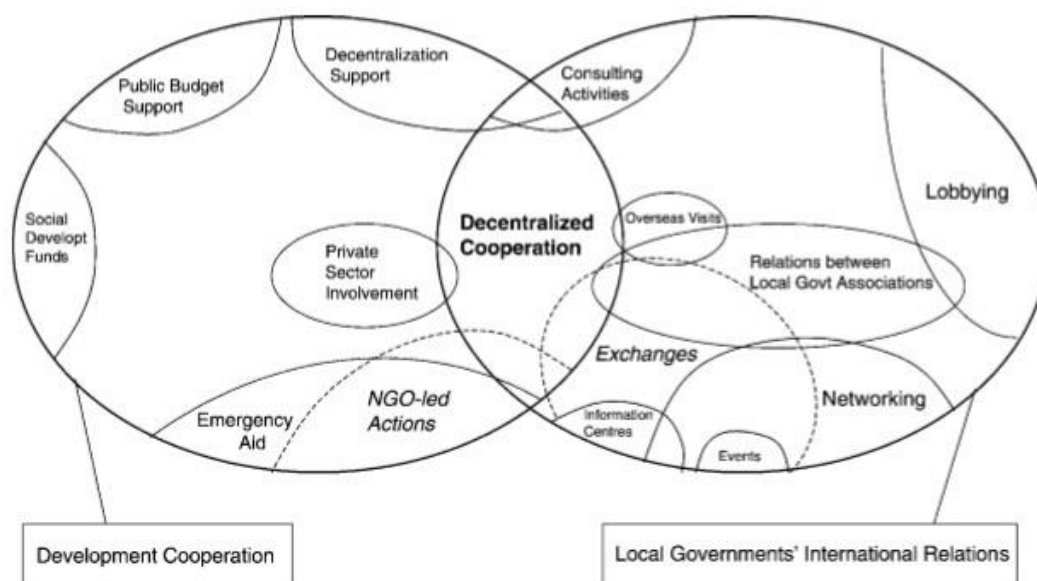 Decentralization
Support
Public Budget
Support
Consulting
Activities
Lobbying
Social
Developt
Funds
Decentralized
Cooperation
Overseas Visits
Private
Sector
Involvement
Relations between
Local Govt Associations
Exchanges
NGO-led
Actions
Emergency
Aid
Information
Centres
Networking
Events
Development Cooperation
Local Governments' International Relations